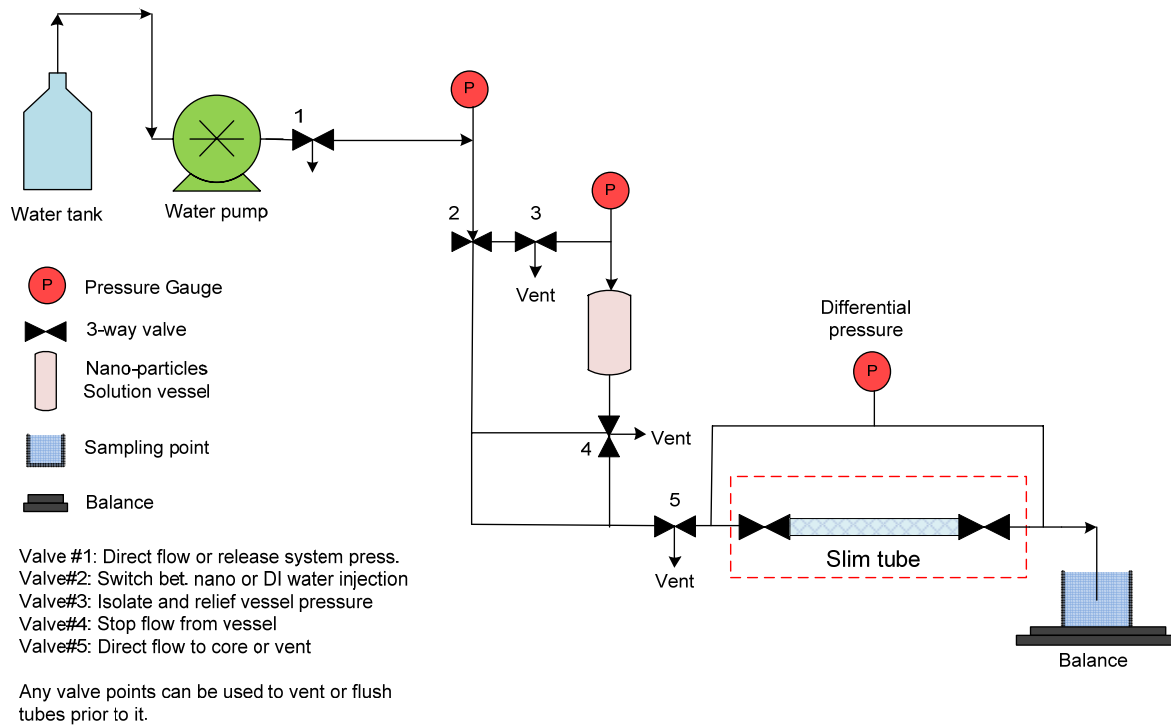 P
1
Water tank
Water pump
P
2
3
Vent
P
Pressure Gauge
3-way valve
Nano-particles
Solution vessel
Sampling point
Balance
Differential
pressure
P
4
Vent
5
Vent
Slim tube
Balance
Valve #1: Direct flow or release system press.
Valve#2: Switch bet. nano or DI water injection
Valve#3: Isolate and relief vessel pressure
Valve#4: Stop flow from vessel
Valve#5: Direct flow to core or vent
Any valve points can be used to vent or flush
tubes prior to it.